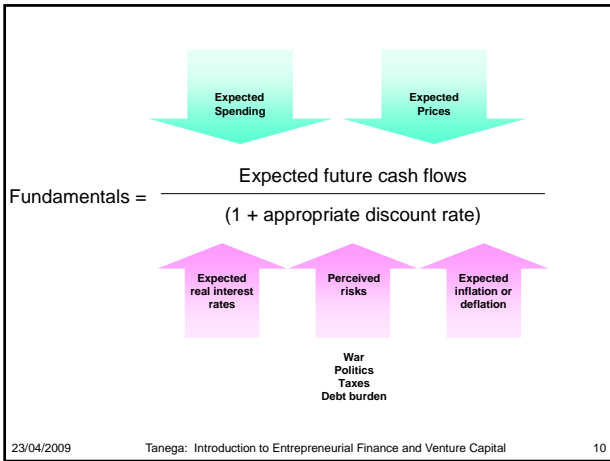 Expected
Spending
Expected
Prices
Fundamentals =
Expected future cash flows
(1 + appropriate discount rate)
Expected
real interest
rates
Perceived
risks
Expected
inflation or
deflation
War
Politics
Taxes
Debt burden
23/04/2009 Tanega: Introduction to Entrepreneurial Finance and Venture Capital 10